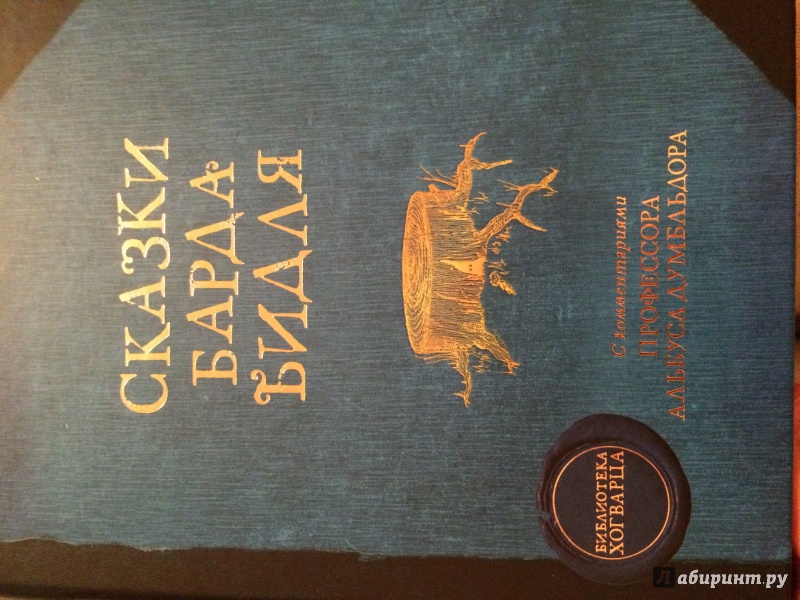 СКАЗКИ
БАРДА
БИДЛЯ
С комментариями
ПРОФЕССОРА
АЛЬБУСА ДУМБЛЬДОРА
БИБЛИОТЕКА
ХОГВАРЦА
Лабиринт.ру